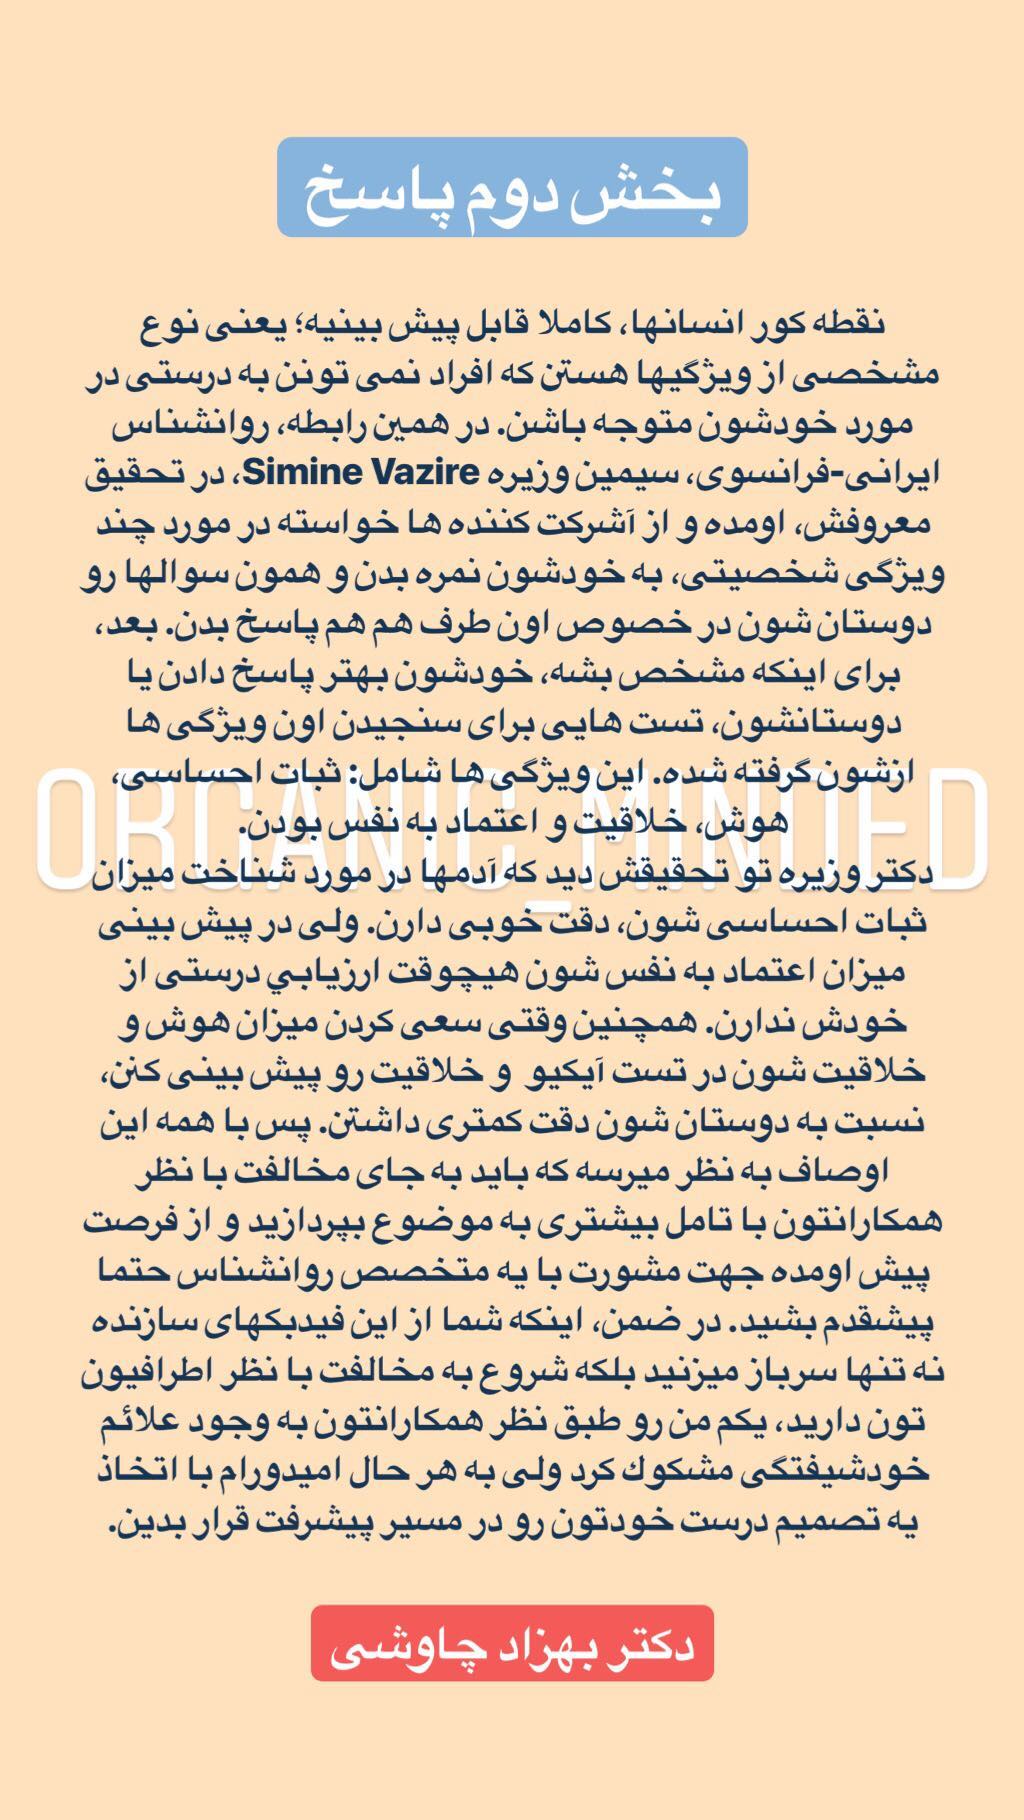 بخش دوم پاسخ
نقطه کور انسانها، کاملا قابل پیش بینیه؛ یعنی نوع
مشخصی از ویژگیها هستن که افراد نمی تونن به درستی در
مورد خودشون متوجه باشن. در همین رابطه، روانشناس
ایرانی-فرانسوی، سیمین وزیره Simine Vazire، در تحقیق
معروفش، اومده و از آشرکت کننده ها خواسته در مورد چند
ویژگی شخصیتی، به خودشون نمره بدن و همون سوالها رو
دوستان شون در خصوص اون طرف هم هم پاسخ بدن. بعد،
برای اینکه مشخص بشه، خودشون بهتر پاسخ دادن یا
دوستانشون، تست هایی برای سنجیدن اون ویژگی ها
ازشون گرفته شده. این ویژگی ها شامل: ثبات احساسی،
هوش، خلاقیت و اعتماد به نفس بودن.
ORGANIC_MINDED
دکتر وزیره تو تحقیقش دید که آدمها در مورد شناخت میزان
ثبات احساسی شون، دقت خوبی دارن. ولی در پیش بینی
میزان اعتماد به نفس شون هیچوقت ارزیابي درستی از
خودش ندارن. همچنین وقتی سعی کردن میزان هوش و
خلاقیت شون در تست آیکیو و خلاقیت رو پیش بینی کنن،
نسبت به دوستان شون دقت کمتری داشتن. پس با همه این
اوصاف به نظر میرسه که باید به جای مخالفت با نظر
همکارانتون با تامل بیشتری به موضوع بپردازید و از فرصت
پیش اومده جهت مشورت با یه متخصص روانشناس حتما
پیشقدم بشید. در ضمن، اینکه شما از این فیدبکهای سازنده
نه تنها سرباز میزنید بلکه شروع به مخالفت با نظر اطرافیون
تون دارید، یکم من رو طبق نظر همکارانتون به وجود علائم
خودشیفتگی مشکوك کرد ولی به هر حال امیدورام با اتخاذ
یه تصمیم درست خودتون رو در مسیر پیشرفت قرار بدین.
دکتر بهزاد چاوشی